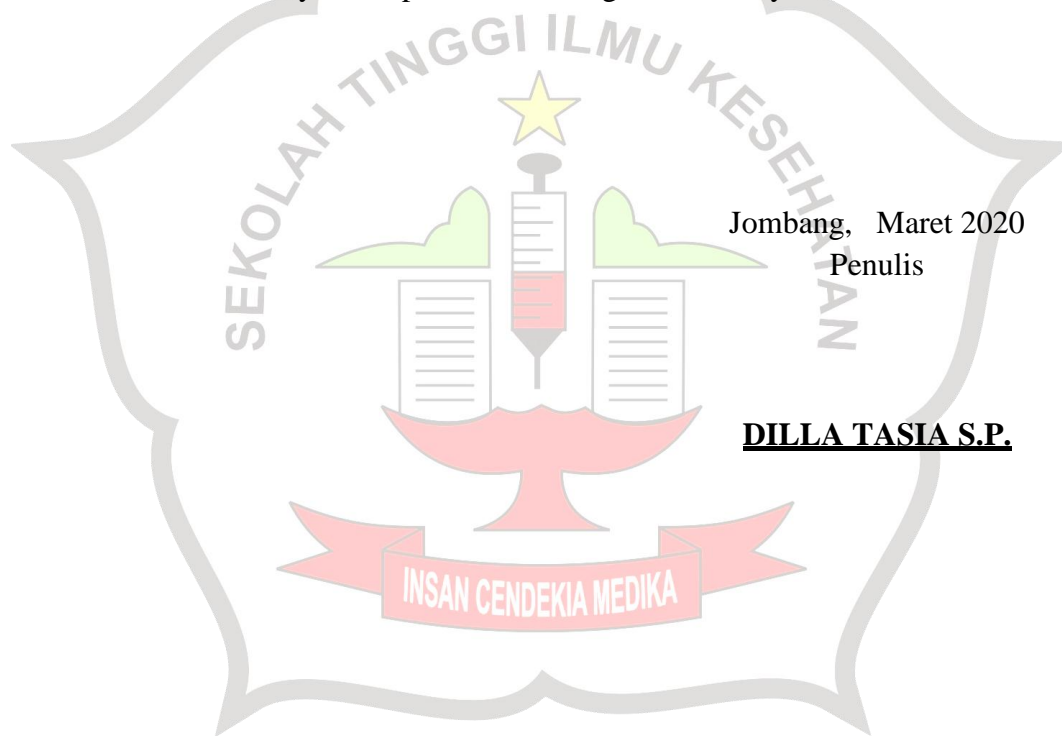 SEKOLAH TINGGI ILMU KESEHATAN
Jombang, Maret 2020
Penulis
DILLA TASIA S.P.
INSAN CENDEKIA MEDIKA